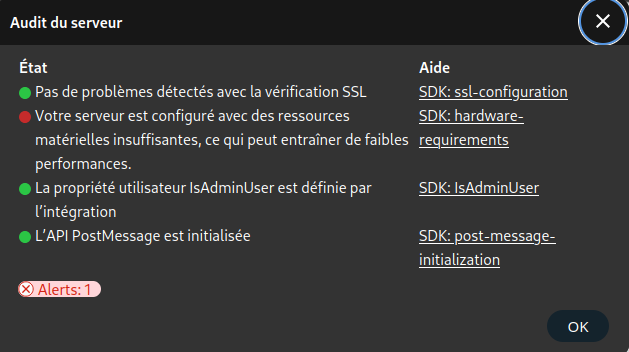 Audit du serveur
État Aide
Pas de problèmes détectés avec la vérification SSL SDK: ssl-configuration
Votre serveur est configuré avec des ressources SDK: hardware-
matérielles insuffisantes, ce qui peut entraîner de faibles requirements
performances.
La propriété utilisateur IsAdminUser est définie par SDK: IsAdminUser
l’intégration
L’API PostMessage est initialisée SDK: post-message-
initialization
Alerts: 1
OK